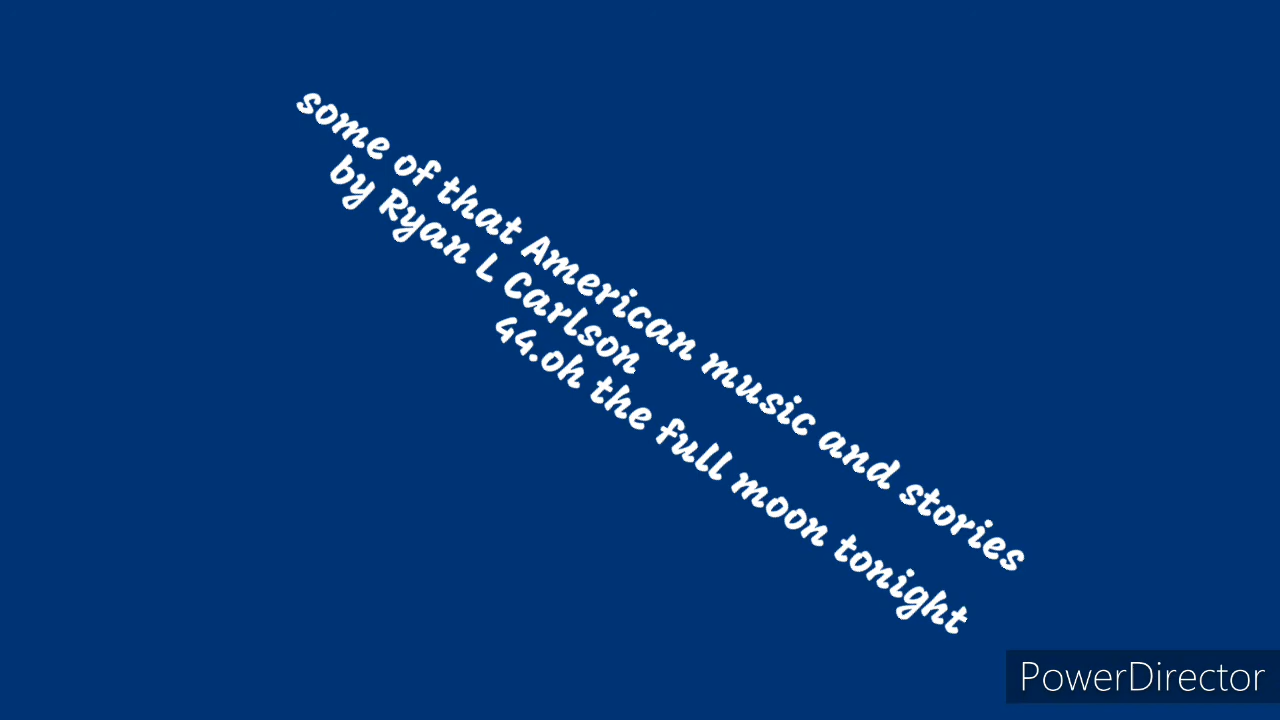 some of that American music and stories
by Ryan L Carlson
44.oh the full moon tonight
PowerDirector